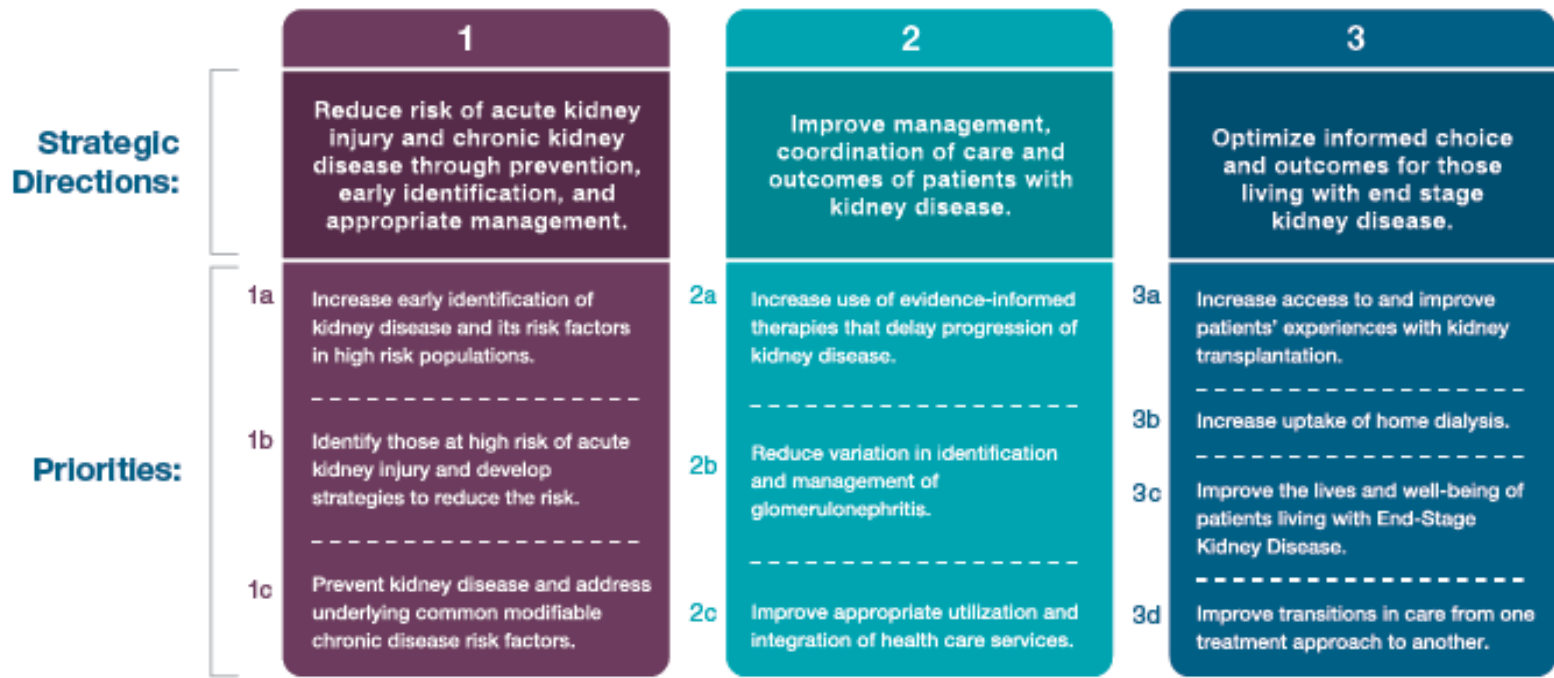 1
2
3
Strategic
Directions:
Reduce risk of acute kidney
injury and chronic kidney
disease through prevention,
early identification, and
appropriate management.
Improve management,
coordination of care and
outcomes of patients with
kidney disease.
Optimize informed choice
and outcomes for those
living with end stage
kidney disease.
Priorities:
1a
Increase early identification of
kidney disease and its risk factors
in high risk populations.
1b
Identify those at high risk of acute
kidney injury and develop
strategies to reduce the risk.
1c
Prevent kidney disease and address
underlying common modifiable
chronic disease risk factors.
2a
Increase use of evidence-informed
therapies that delay progression of
kidney disease.
2b
Reduce variation in identification
and management of
glomerulonephritis.
2c
Improve appropriate utilization and
integration of health care services.
3a
Increase access to and improve
patients' experiences with kidney
transplantation.
3b
Increase uptake of home dialysis.
3c
Improve the lives and well-being of
patients living with End-Stage
Kidney Disease.
3d
Improve transitions in care from one
treatment approach to another.